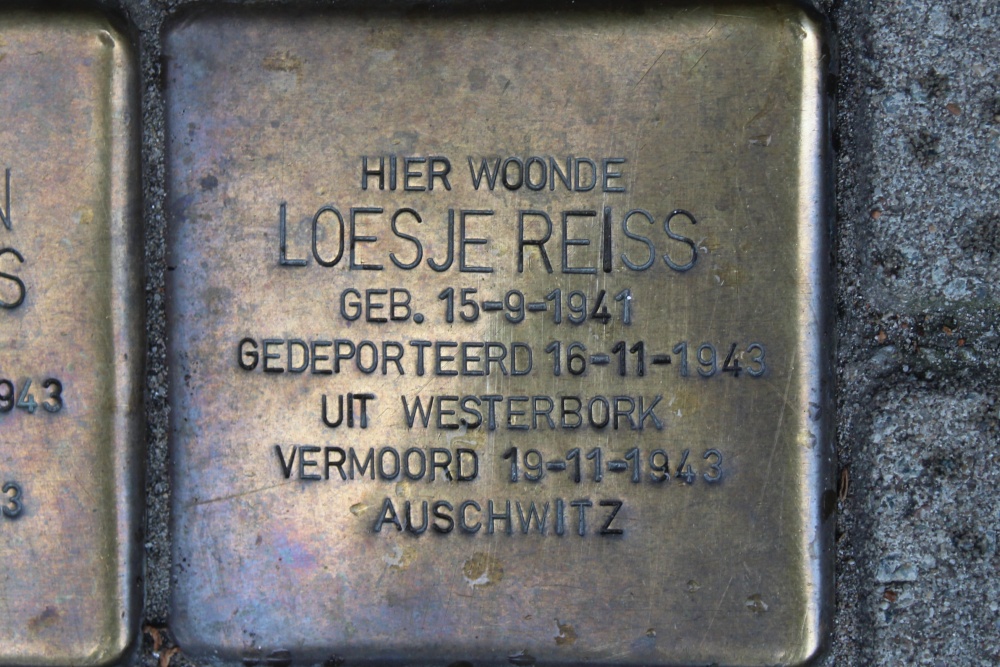 HIER WOONDE
LOESJE REISS
GEB. 15-9-1941
GEDEPORTEERD 16-11-1943
UIT WESTERBORK
VERMOORD 19-11-1943
AUSCHWITZ